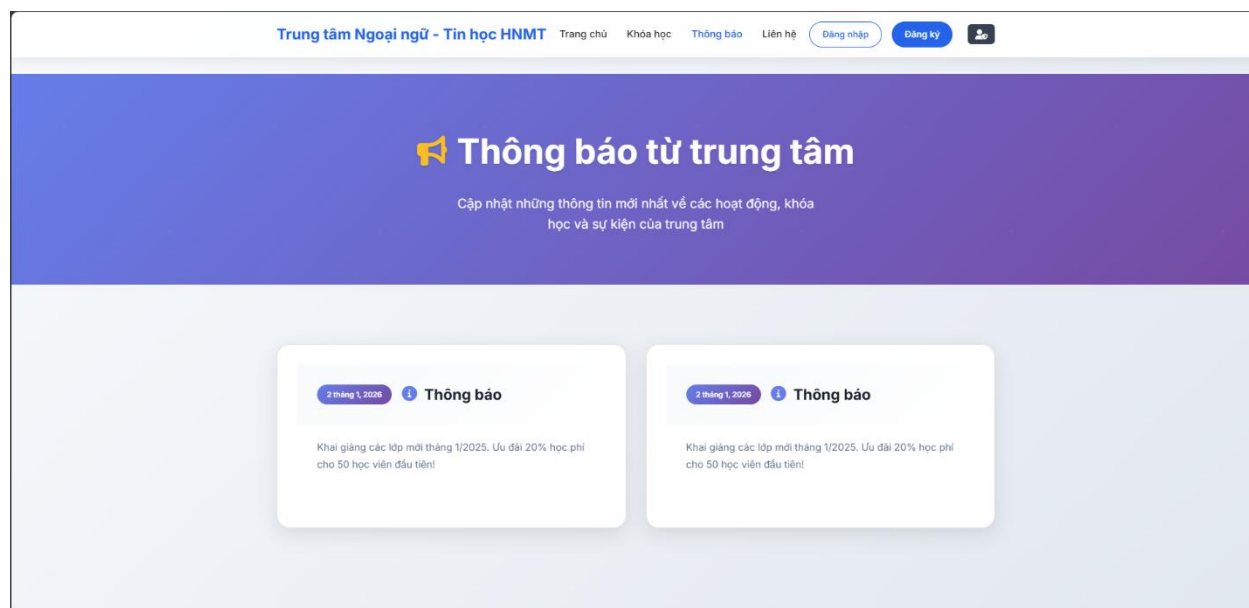 Trung tâm Ngoại ngữ - Tin học HNMT Trang chủ Khóa học Thông báo Liên hệ Đăng nhập Đăng ký
Thông báo từ trung tâm
Cập nhật những thông tin mới nhất về các hoạt động, khóa
học và sự kiện của trung tâm
2 tháng 1, 2026 Thông báo
Khai giảng các lớp mới tháng 1/2025. Ưu đãi 20% học phí
cho 50 học viên đầu tiên!
2 tháng 1, 2026 Thông báo
Khai giảng các lớp mới tháng 1/2025. Ưu đãi 20% học phí
cho 50 học viên đầu tiên!